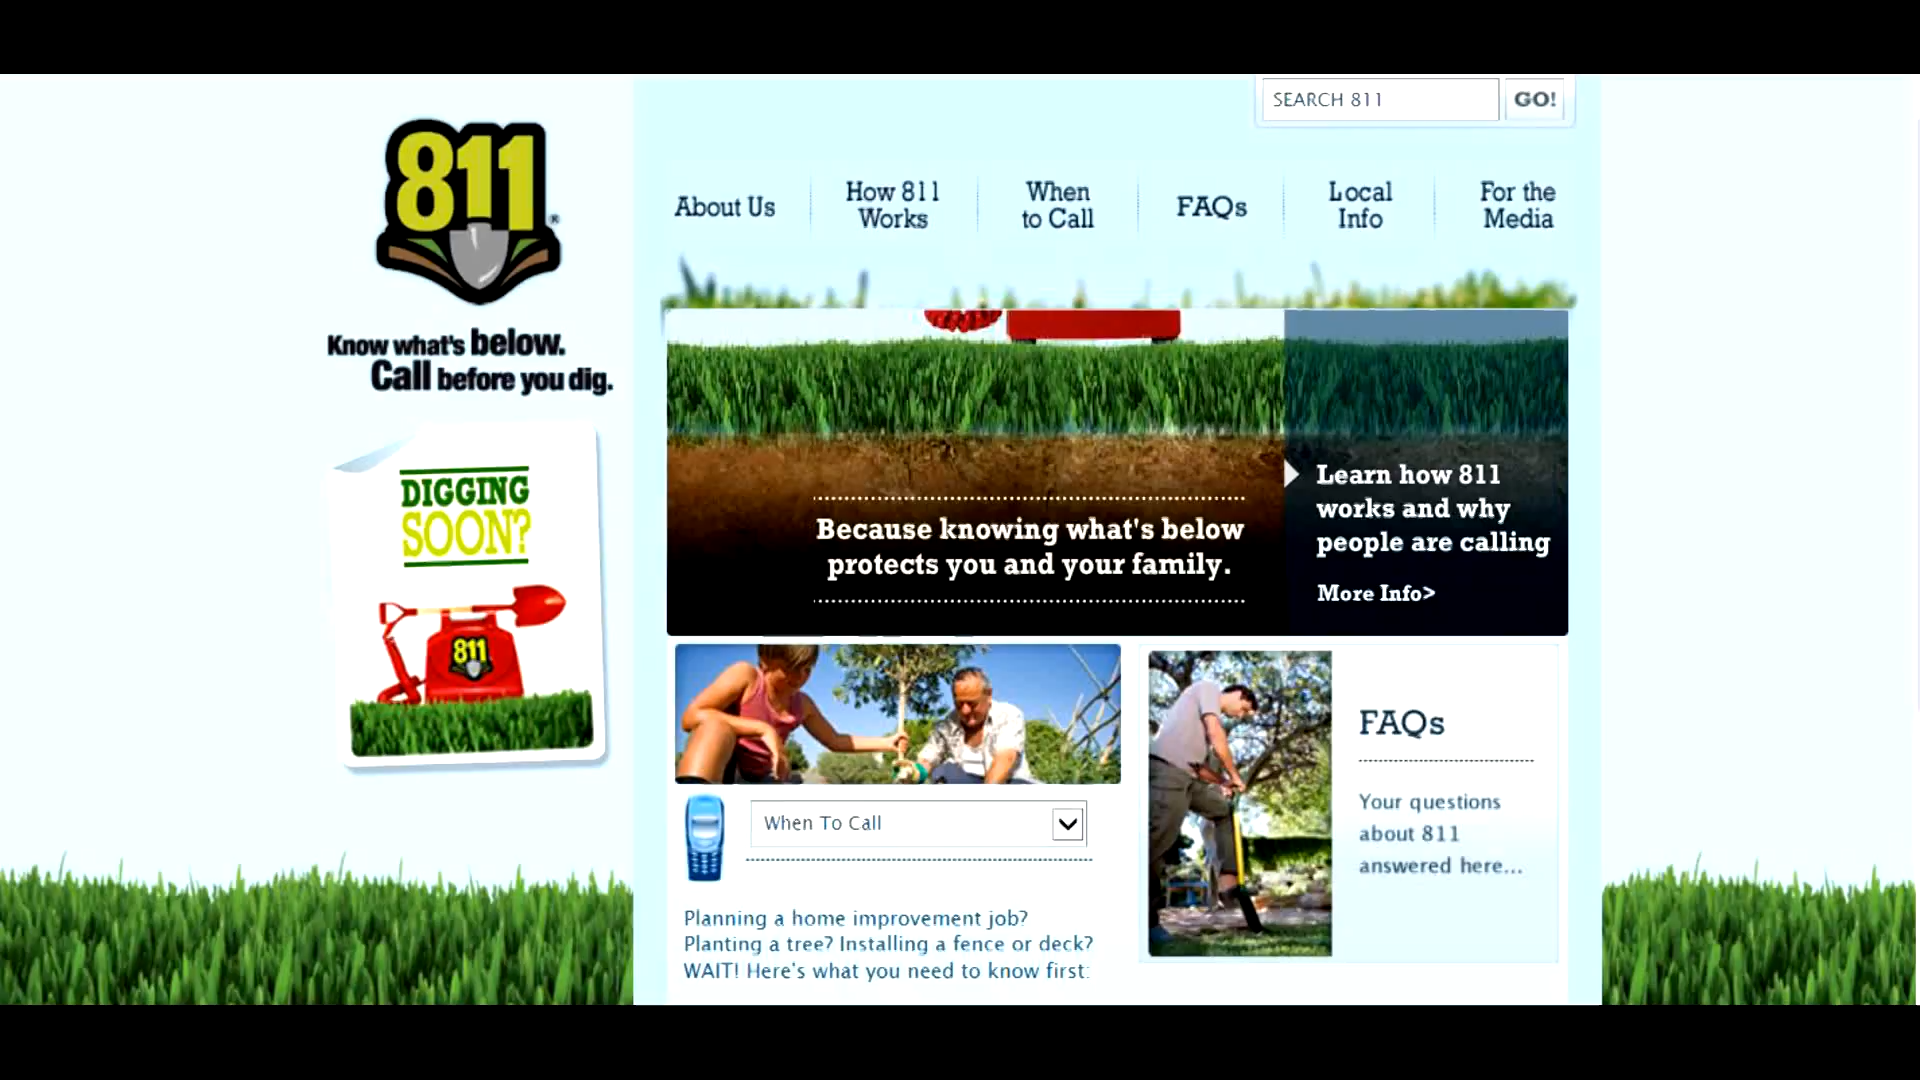 811
®
Know what's below.
Call before you dig.
DIGGING
SOON?
811
SEARCH 811
GO!
About Us
How 811
Works
When
to Call
FAQs
Local
Info
For the
Media
Because knowing what's below
protects you and your family.
Learn how 811
works and why
people are calling
More Info>
When To Call
Planning a home improvement job?
Planting a tree? Installing a fence or deck?
WAIT! Here's what you need to know first:
FAQs
Your questions
about 811
answered here...